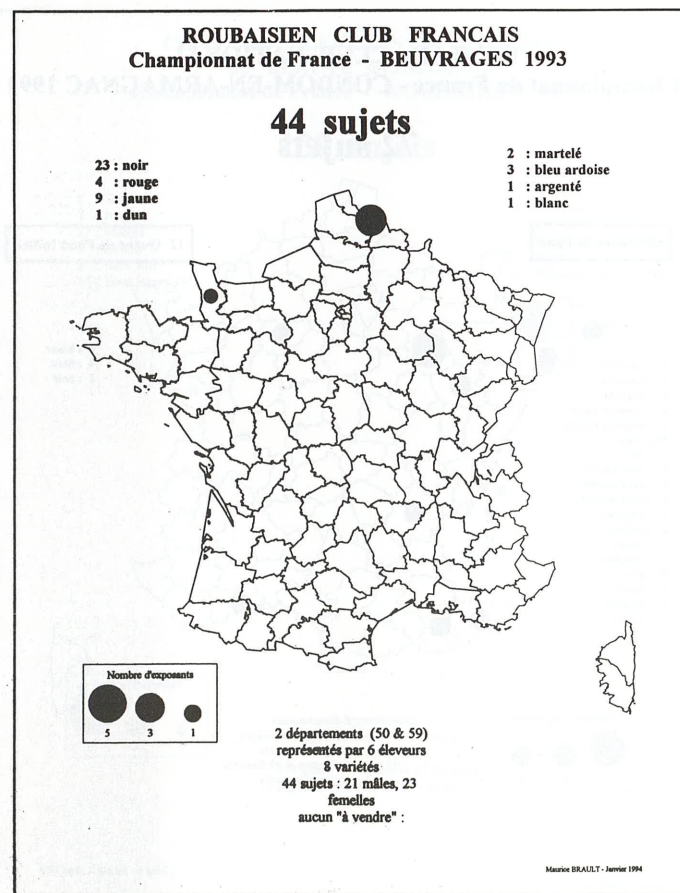 ROUBAISIEN CLUB FRANCAIS
Championnat de France - BEUVRAGES 1993
44 sujets
23 : noir
4 : rouge
9 : jaune
1 : dun
2 : martelé
3 : bleu ardoise
1 : argenté
1 : blanc
Nombre d'exposants
5 3 1
2 départements (50 & 59)
représentés par 6 éleveurs
8 variétés
44 sujets : 21 mâles, 23
femelles
aucun "à vendre" :
Maurice BRAULT - Janvier 1994